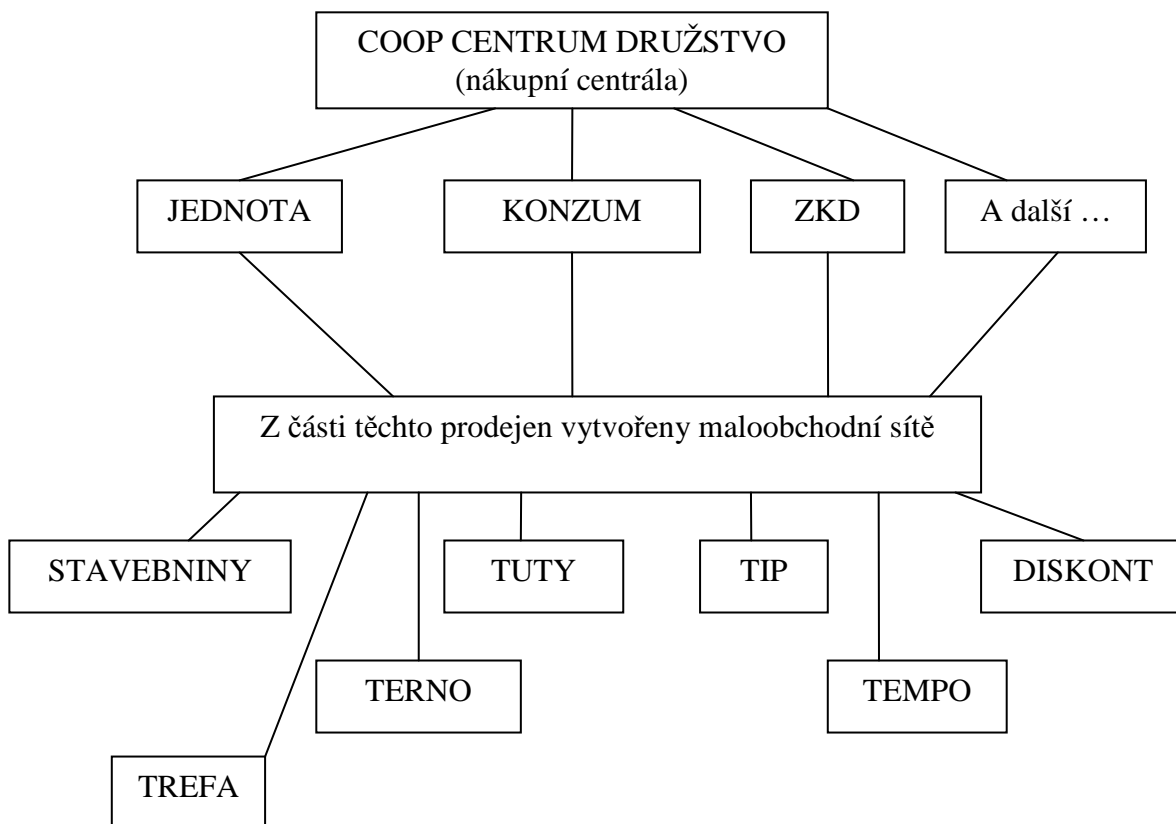 COOP CENTRUM DRUŽSTVO
(nákupní centrála)
JEDNOTA
KONZUM
ZKD
A další …
Z části těchto prodejen vytvořeny maloobchodní sítě
STAVEBNINY
TUTY
TIP
DISKONT
TERNO
TEMPO
TREFA